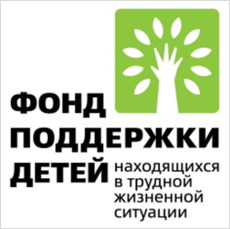 ФОНД
ПОДДЕРЖКИ
ДЕТЕЙ
находящихся
в трудной
жизненной
ситуации